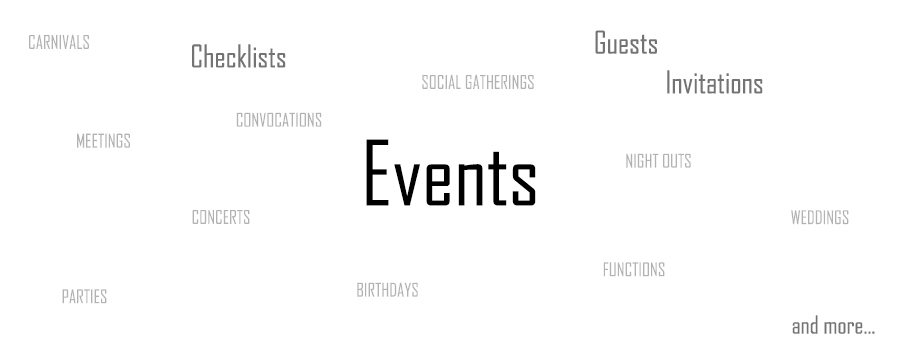 CARNIVALS
Checklists
Guests
SOCIAL GATHERINGS
Invitations
CONVOCATIONS
MEETINGS
Events
NIGHT OUTS
CONCERTS
WEDDINGS
FUNCTIONS
PARTIES
BIRTHDAYS
and more...